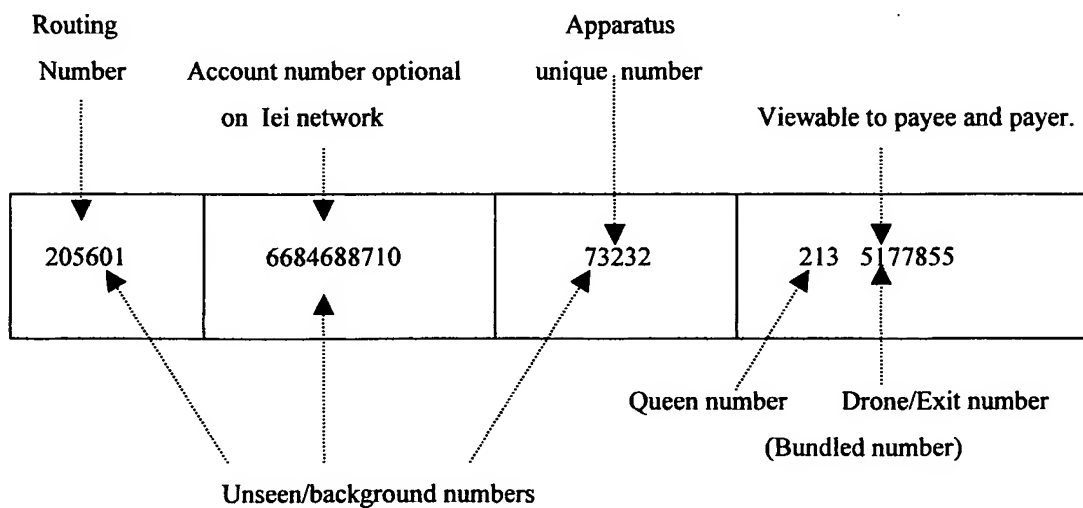 Routing
Number
Account number optional
on Iei network
Apparatus
unique number
Viewable to payee and payer.
205601
6684688710
73232
213 5177855
Queen number
Drone/Exit number
(Bundled number)
Unseen/background numbers